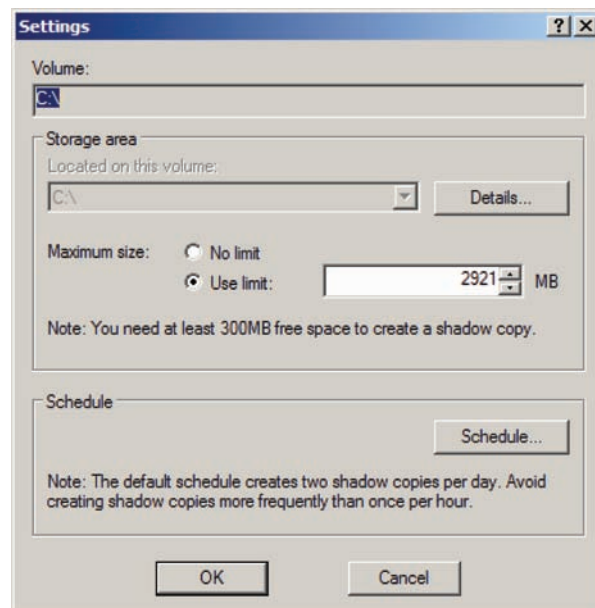 Settings
Volume:
C:\
Storage area
Located on this volume:
C:\
Details...
Maximum size:
No limit
Use limit:
2921
MB
Note: You need at least 300MB free space to create a shadow copy.
Schedule
Schedule...
Note: The default schedule creates two shadow copies per day. Avoid
creating shadow copies more frequently than once per hour.
OK
Cancel